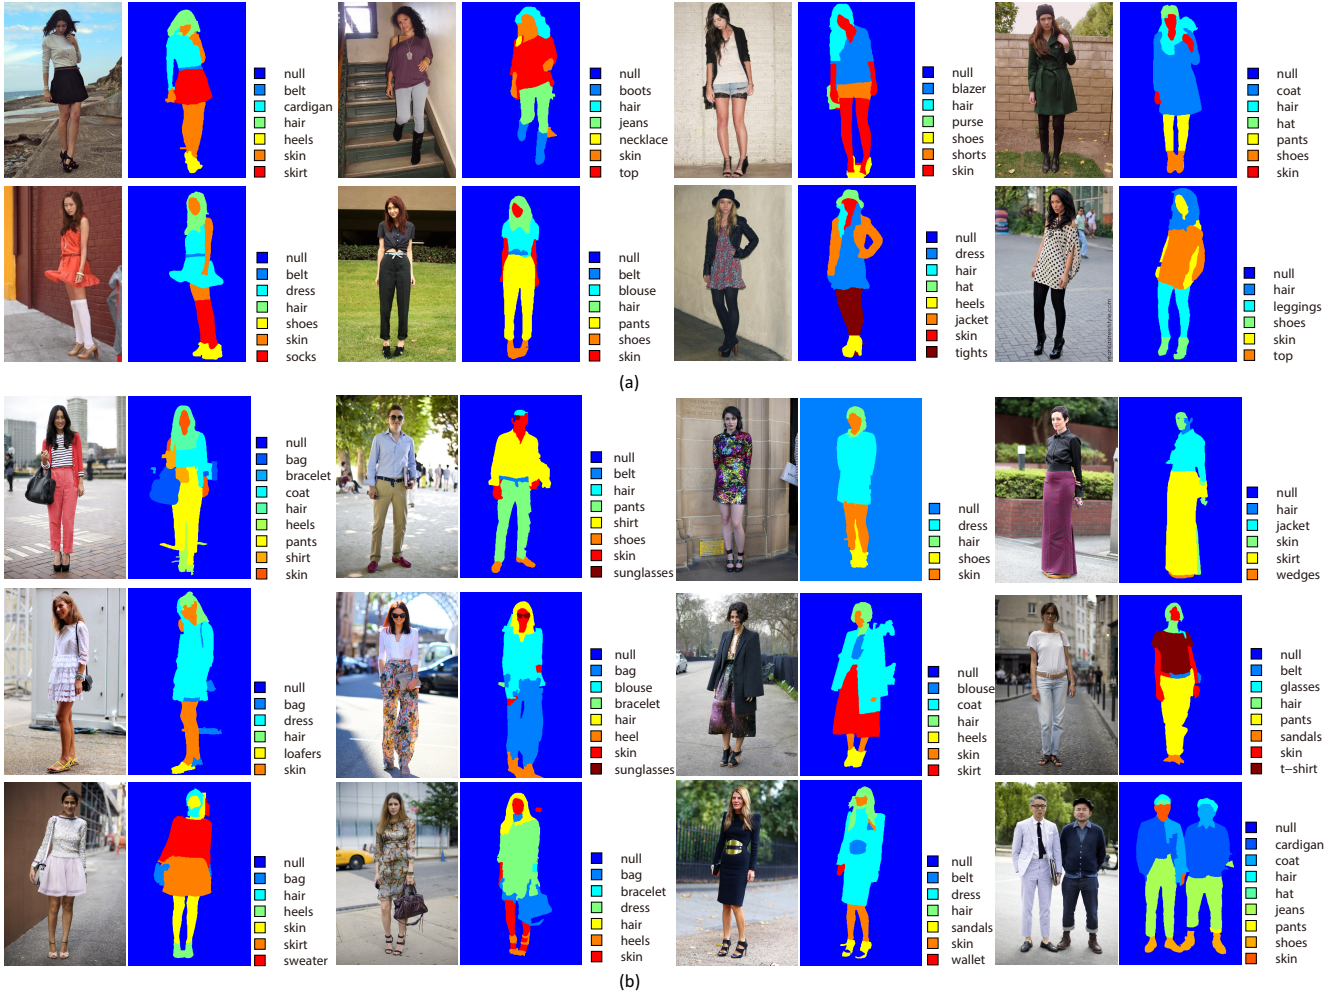 null
belt
cardigan
hair
heels
skin
skirt
null
boots
hair
jeans
necklace
skin
top
null
blazer
hair
purse
shoes
shorts
skin
null
coat
hair
hat
pants
shoes
skin
null
belt
dress
hair
shoes
skin
socks
null
belt
blouse
hair
pants
shoes
skin
null
dress
hair
hat
heels
jacket
skin
tights
null
hair
leggings
shoes
skin
top
(a)
null
bag
bracelet
coat
hair
heels
pants
shirt
skin
null
belt
hair
pants
shirt
shoes
skin
sunglasses
null
dress
hair
shoes
skin
null
hair
jacket
skin
skirt
wedges
null
bag
dress
hair
loafers
skin
null
bag
blouse
bracelet
hair
heel
skin
sunglasses
null
blouse
coat
hair
heels
skin
skirt
null
belt
glasses
hair
pants
sandals
skin
t-shirt
null
bag
hair
heels
skin
skirt
sweater
null
bag
bracelet
dress
hair
heels
skin
null
belt
dress
hair
sandals
skin
wallet
null
cardigan
coat
hair
hat
jeans
pants
shoes
skin
(b)